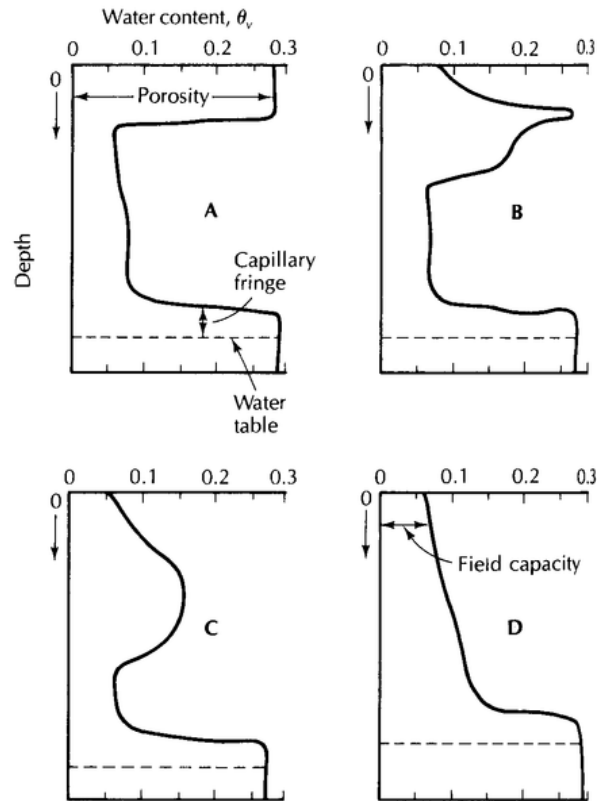 Water content, θv
0 0.1 0.2 0.3
0 0.1 0.2 0.3
0
Porosity
0
A
B
Depth
Capillary
fringe
Water
table
0 0.1 0.2 0.3
0 0.1 0.2 0.3
0
0
Field capacity
C
D